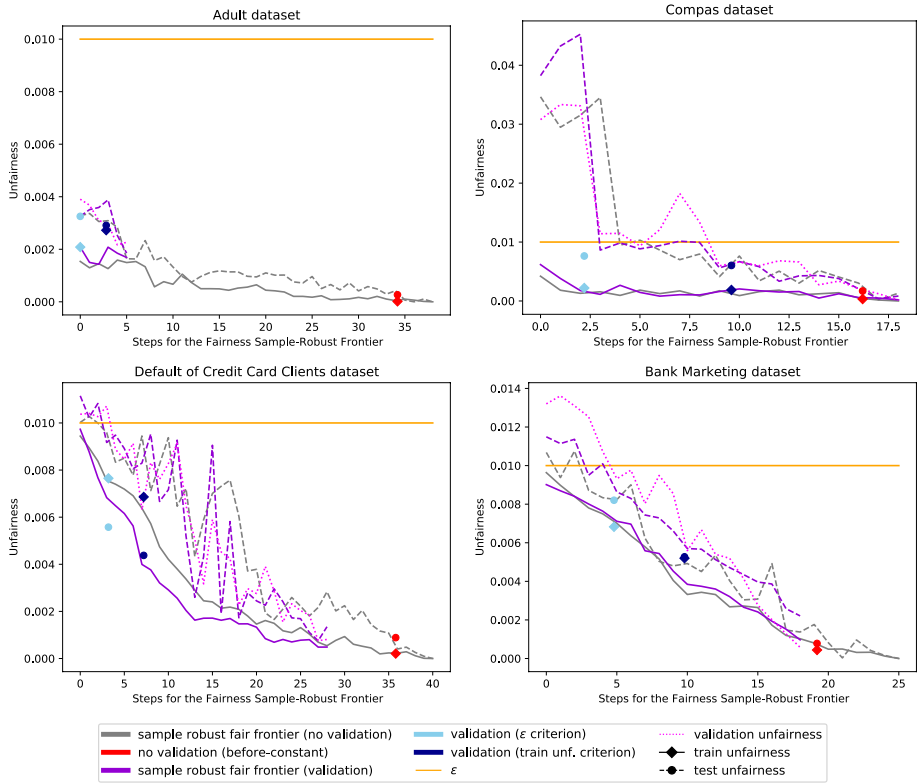 Adult dataset
Compas dataset
0.010
0.008
0.006
0.004
0.002
0.000
Unfairness
0 5 10 15 20 25 30 35
Steps for the Fairness Sample-Robust Frontier
0.04
0.03
0.02
0.01
0.00
Unfairness
0.0 2.5 5.0 7.5 10.0 12.5 15.0 17.5
Steps for the Fairness Sample-Robust Frontier
Default of Credit Card Clients dataset
Bank Marketing dataset
0.010
0.008
0.006
0.004
0.002
0.000
Unfairness
0 5 10 15 20 25 30 35 40
Steps for the Fairness Sample-Robust Frontier
0.014
0.012
0.010
0.008
0.006
0.004
0.002
0.000
Unfairness
0 5 10 15 20 25
Steps for the Fairness Sample-Robust Frontier
sample robust fair frontier (no validation)
no validation (before-constant)
sample robust fair frontier (validation)
validation (ε criterion)
validation (train unf. criterion)
ε
validation unfairness
train unfairness
test unfairness